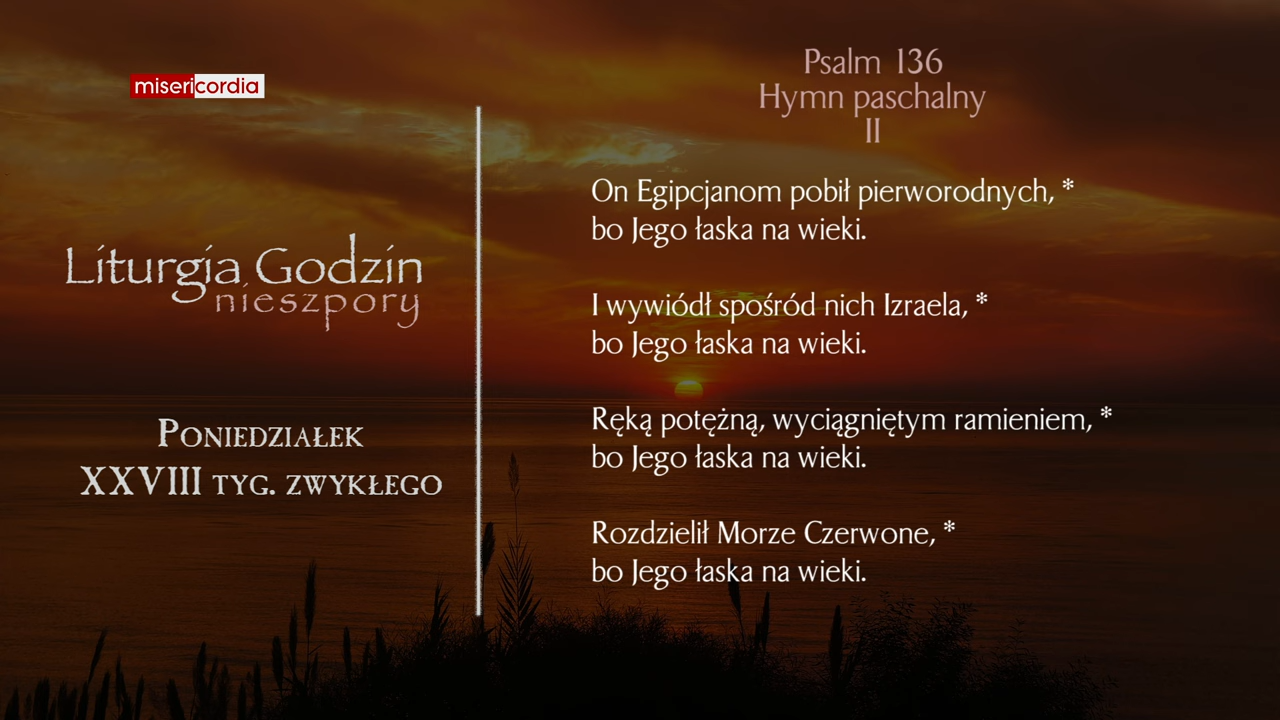 misericordia
Liturgia Godzin
nieszpory
Poniedziałek
XXVIII tyg. zwykłego
Psalm 136
Hymn paschalny
II
On Egipcjanom pobił pierworodnych, *
bo Jego łaska na wieki.
I wywiódł spośród nich Izraela, *
bo Jego łaska na wieki.
Ręką potężną, wyciągniętym ramieniem, *
bo Jego łaska na wieki.
Rozdzielił Morze Czerwone, *
bo Jego łaska na wieki.